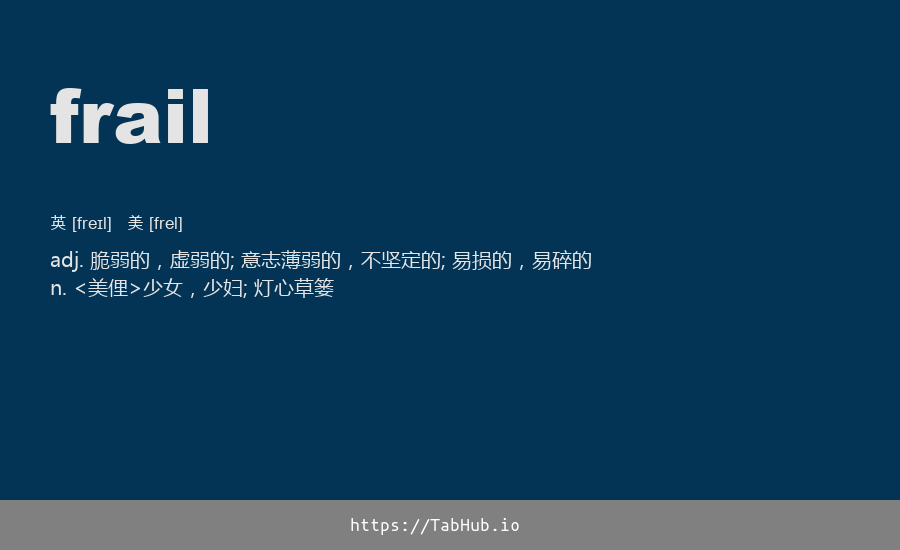 frail
英 [freɪl] 美 [frel]
adj. 脆弱的，虚弱的; 意志薄弱的，不坚定的; 易损的，易碎的
n. <美俚>少女，少妇; 灯心草篓
https://TabHub.io